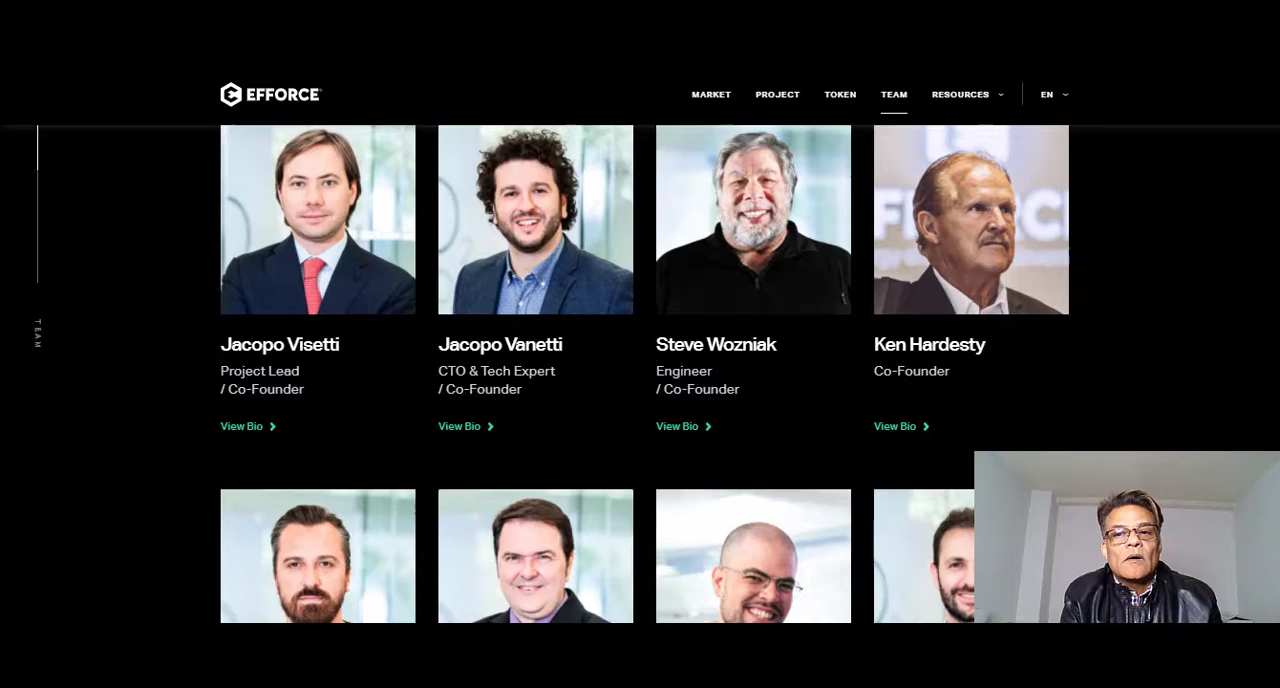 EFFORCE
MARKET PROJECT TOKEN TEAM RESOURCES EN
TEAM
Jacopo Visetti
Project Lead
/ Co-Founder
View Bio
Jacopo Vanetti
CTO & Tech Expert
/ Co-Founder
View Bio
Steve Wozniak
Engineer
/ Co-Founder
View Bio
Ken Hardesty
Co-Founder
View Bio